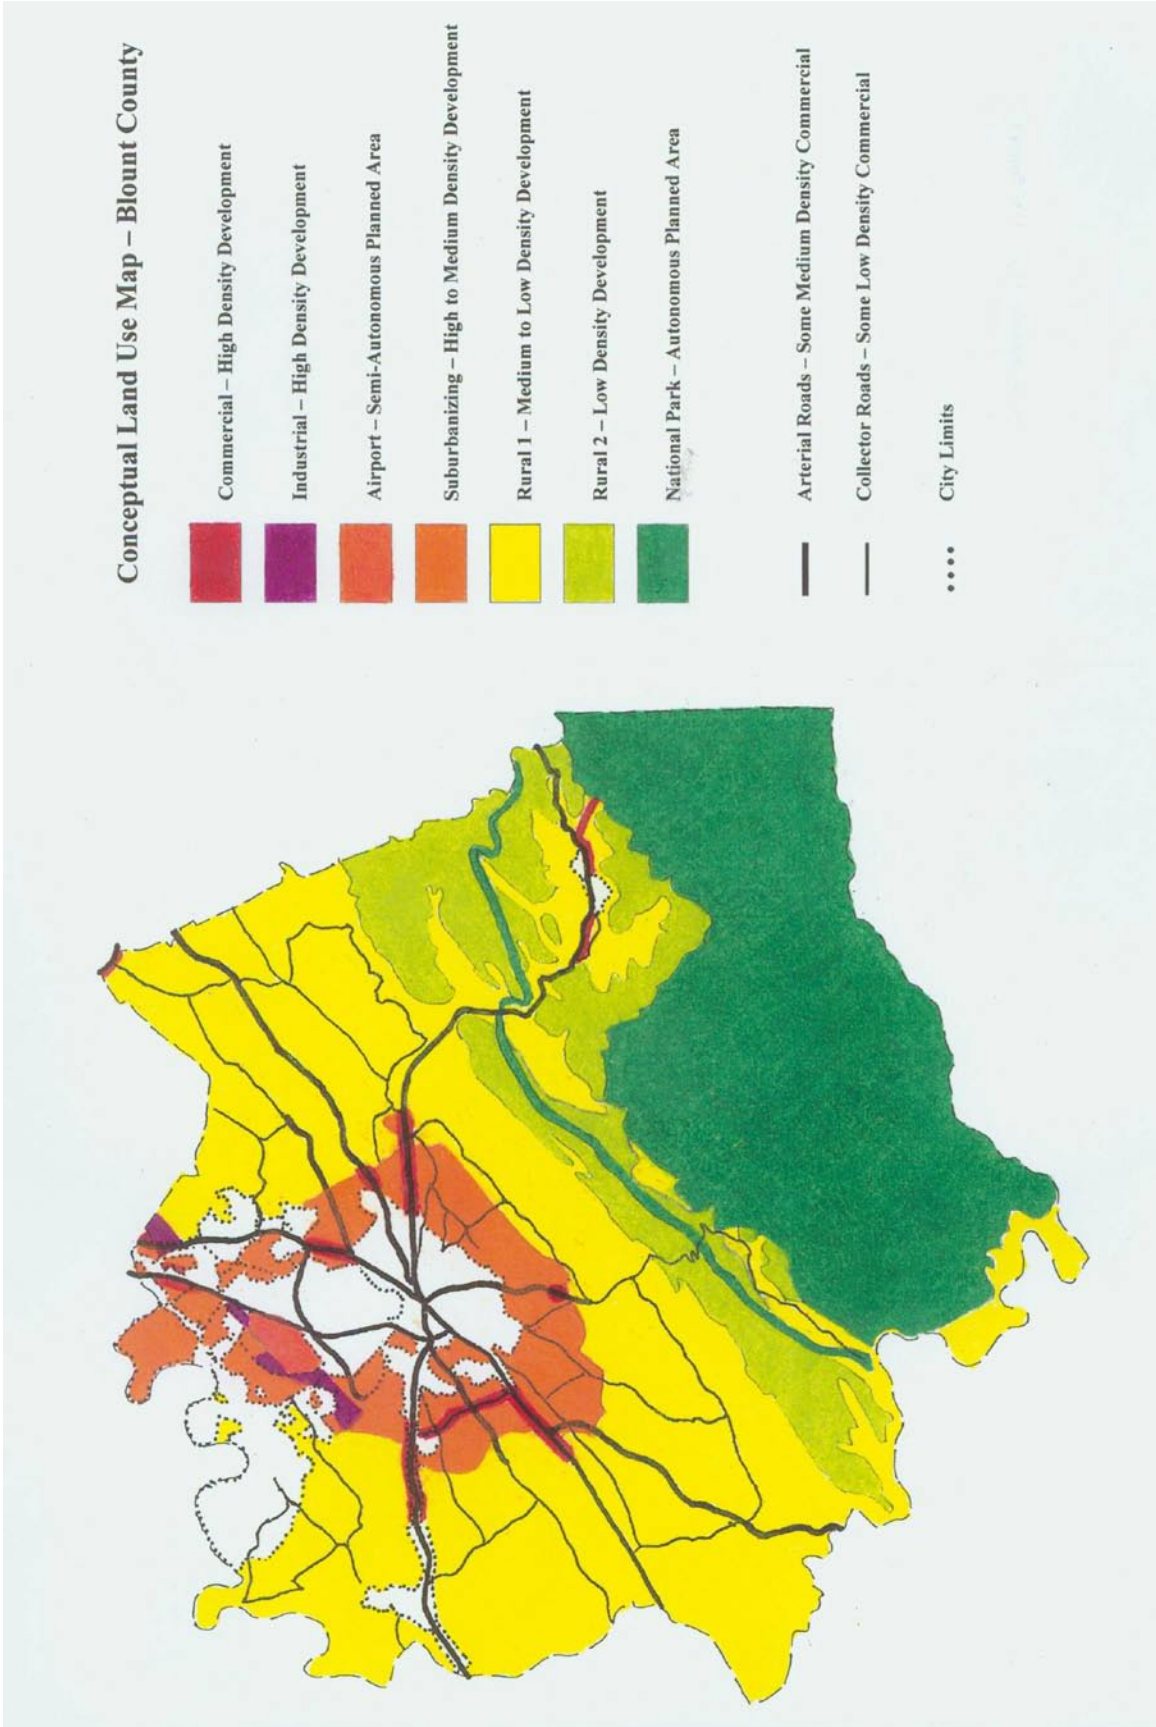 Conceptual Land Use Map – Blount County
Commercial – High Density Development
Industrial – High Density Development
Airport – Semi-Autonomous Planned Area
Suburbanizing – High to Medium Density Development
Rural 1 – Medium to Low Density Development
Rural 2 – Low Density Development
National Park – Autonomous Planned Area
Arterial Roads – Some Medium Density Commercial
Collector Roads – Some Low Density Commercial
City Limits